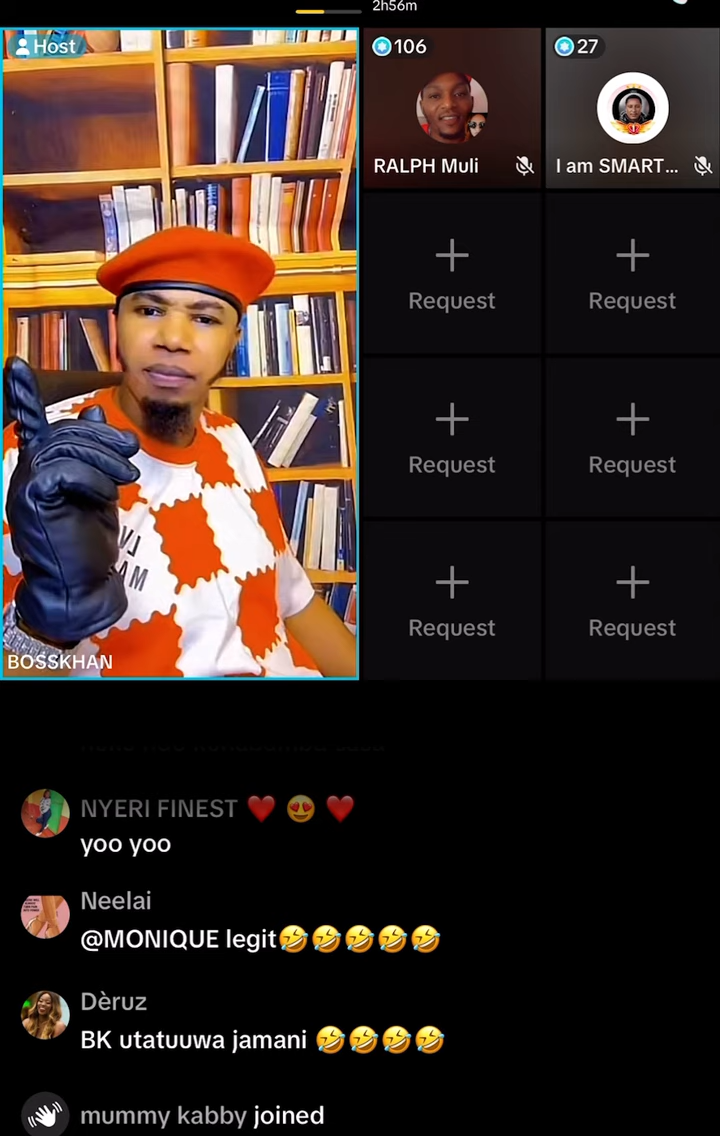 2h56m
Host
106
27
RALPH Muli
I am SMART...
Request
Request
Request
Request
Request
Request
BOSSKHAN
NYERI FINEST ❤️ 😍 ❤️
yoo yoo
Neelai
@MONIQUE legit🤣🤣🤣🤣🤣
Dèruz
BK utatuuwa jamani 🤣🤣🤣🤣
mummy kabby joined